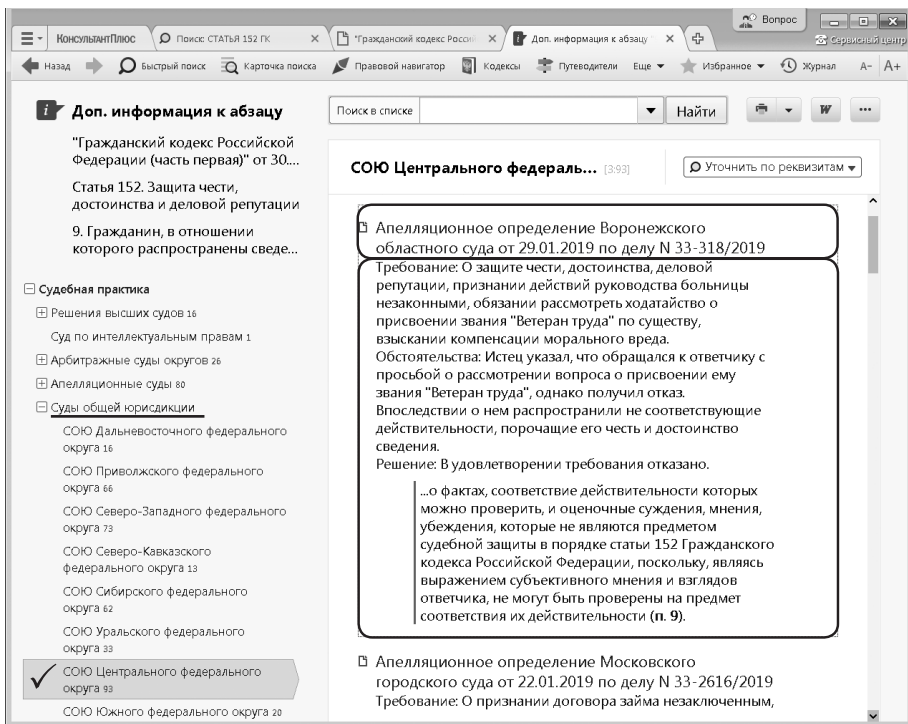 Вопрос
КонсультантПлюс
Поиск: СТАТЬЯ 152 ГК
"Гражданский кодекс Россий
Доп. информация к абзацу
Сервисный центр
Назад
Быстрый поиск
Карточка поиска
Правовой навигатор
Кодексы
Путеводители
Еще
Избранное
Журнал
A- A+
Доп. информация к абзацу
"Гражданский кодекс Российской
Федерации (часть первая)" от 30....
Статья 152. Защита чести,
достоинства и деловой репутации
9. Гражданин, в отношении
которого распространены сведе...
Судебная практика
Решения высших судов 16
Суд по интеллектуальным правам 1
Арбитражные суды округов 26
Апелляционные суды 80
Суды общей юрисдикции
СОЮ Дальневосточного федерального
округа 16
СОЮ Приволжского федерального
округа 66
СОЮ Северо-Западного федерального
округа 73
СОЮ Северо-Кавказского
федерального округа 13
СОЮ Сибирского федерального
округа 62
СОЮ Уральского федерального
округа 33
СОЮ Центрального федерального
округа 93
СОЮ Южного федерального округа 20
Поиск в списке
Найти
W
СОЮ Центрального федераль... [3:93]
Уточнить по реквизитам
Апелляционное определение Воронежского
областного суда от 29.01.2019 по делу N 33-318/2019
Требование: О защите чести, достоинства, деловой
репутации, признании действий руководства больницы
незаконными, обязании рассмотреть ходатайство о
присвоении звания "Ветеран труда" по существу,
взыскании компенсации морального вреда.
Обстоятельства: Истец указал, что обращался к ответчику с
просьбой о рассмотрении вопроса о присвоении ему
звания "Ветеран труда", однако получил отказ.
Впоследствии о нем распространили не соответствующие
действительности, порочащие его честь и достоинство
сведения.
Решение: В удовлетворении требования отказано.
...о фактах, соответствие действительности которых
можно проверить, и оценочные суждения, мнения,
убеждения, которые не являются предметом
судебной защиты в порядке статьи 152 Гражданского
кодекса Российской Федерации, поскольку, являясь
выражением субъективного мнения и взглядов
ответчика, не могут быть проверены на предмет
соответствия их действительности (п. 9).
Апелляционное определение Московского
городского суда от 22.01.2019 по делу N 33-2616/2019
Требование: О признании договора займа незаключенным,